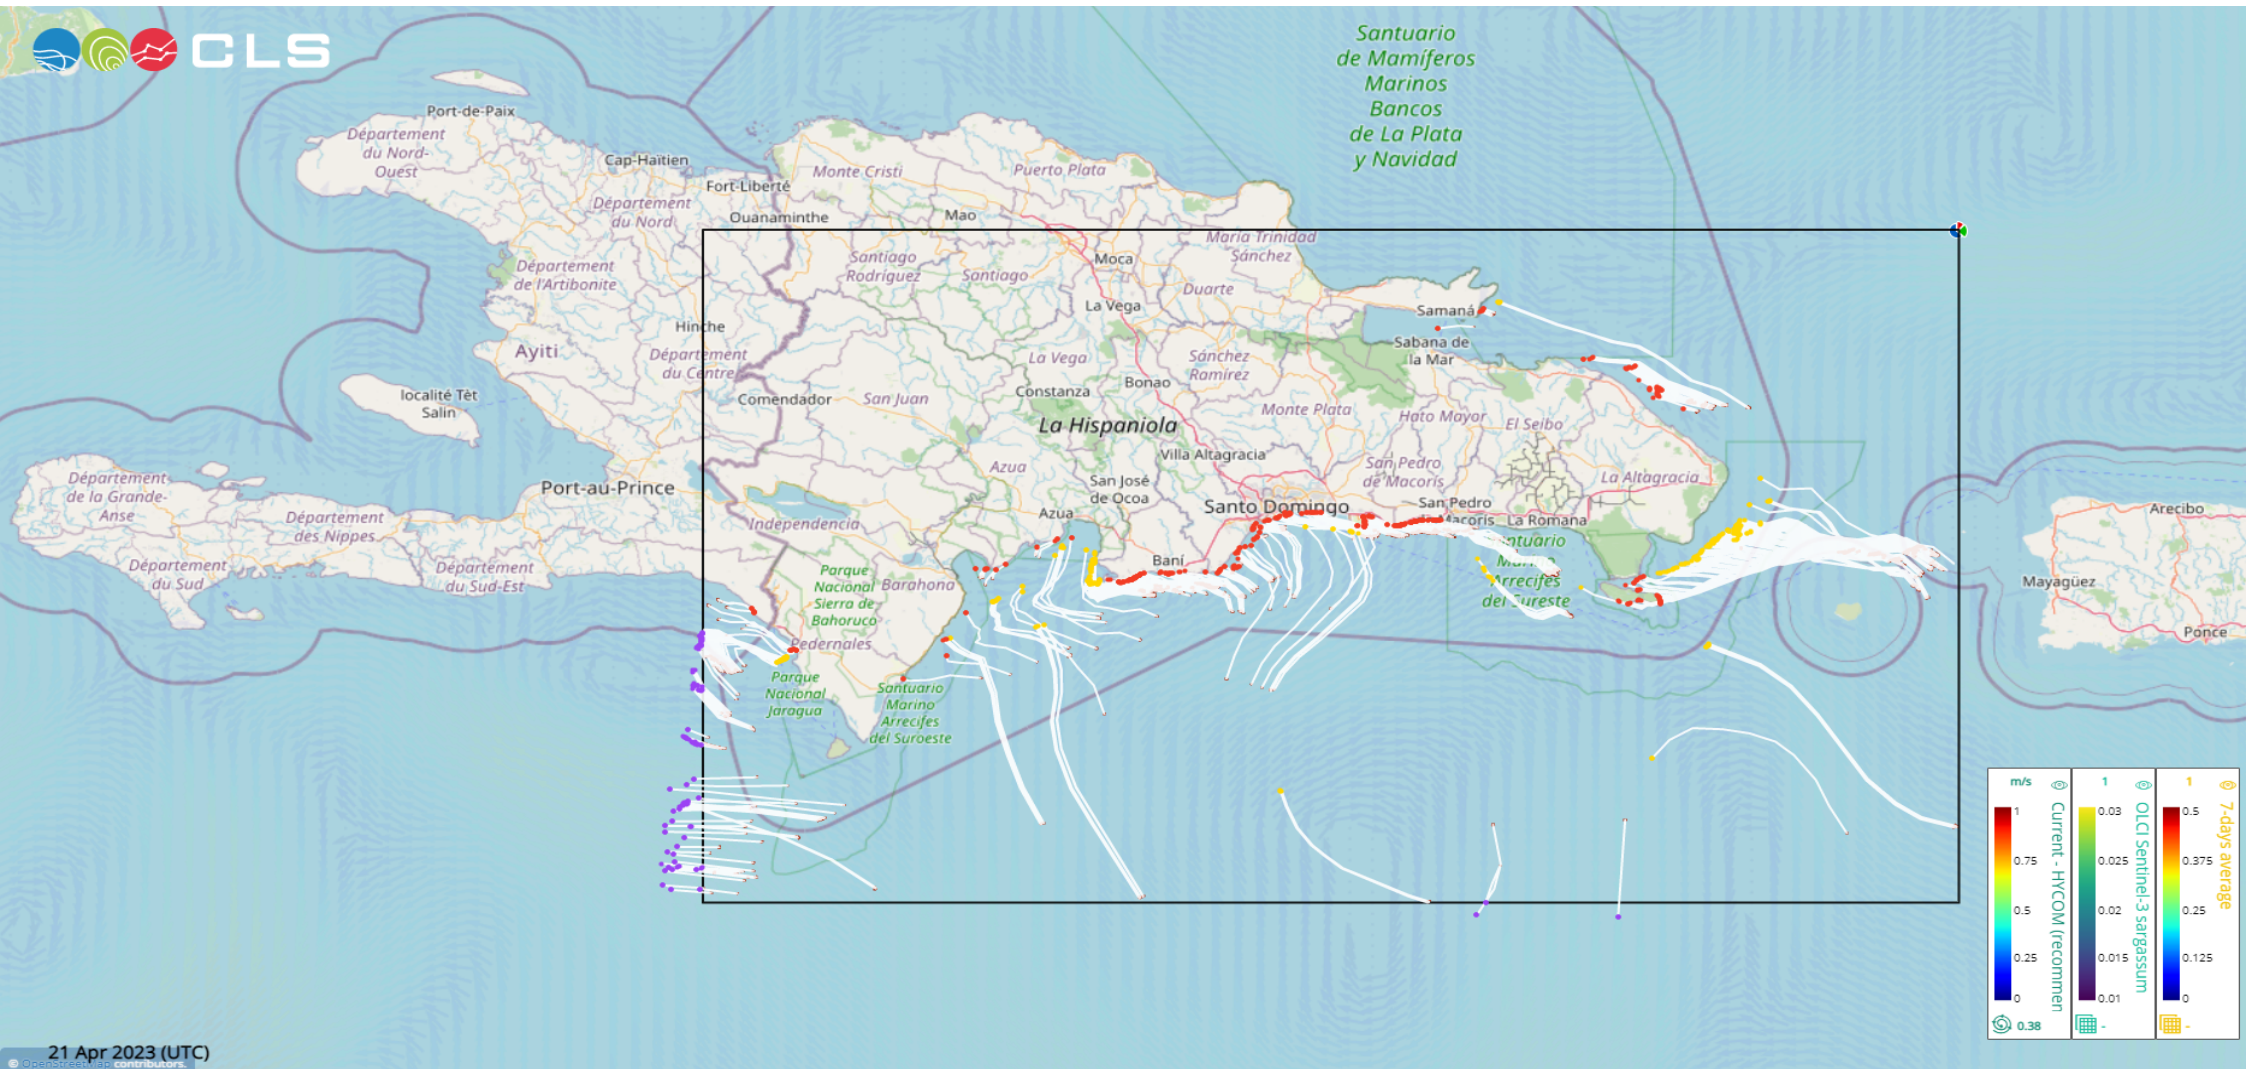 CLS
Santuario
de Mamíferos
Marinos
Bancos
de La Plata
y Navidad
Port-de-Paix
Département
du Nord-
Ouest
Cap-Haïtien
Fort-Liberté
Monte Cristi
Puerto Plata
Département
du Nord
Ouanaminthe
Mao
María Trinidad
Sánchez
Moca
Santiago
Rodríguez
Santiago
Département
de l'Artibonite
Duarte
La Vega
Samaná
Hinche
Ayiti
Département
du Centre
La Vega
Sánchez
Ramírez
Sabana de
la Mar
Bonao
Constanza
localité Tèt
Salin
Comendador
San Juan
Monte Plata
Hato Mayor
El Seibo
La Hispaniola
Villa Altagracia
Azua
San Pedro
de Macorís
La Altagracia
Département
de la Grande-
Anse
Port-au-Prince
San José
de Ocoa
Santo Domingo
San Pedro
Macorís
La Romana
Azua
Arecibo
Département
des Nippes
Independencia
Santuario
Marino
Arrecifes
del Sureste
Baní
Département
du Sud
Département
du Sud-Est
Parque
Nacional
Sierra de
Bahoruco
Barahona
Mayagüez
Ponce
Pedernales
Parque
Nacional
Jaragua
Santuario
Marino
Arrecifes
del Suroeste
m/s
1
0.75
0.5
0.25
0
0.38
Current - HYCOM (recommen
1
0.03
0.025
0.02
0.015
0.01
-
OLCI Sentinel-3 sargassum
1
0.5
0.375
0.25
0.125
0
-
7-days average
21 Apr 2023 (UTC)
© OpenStreetMap contributors.